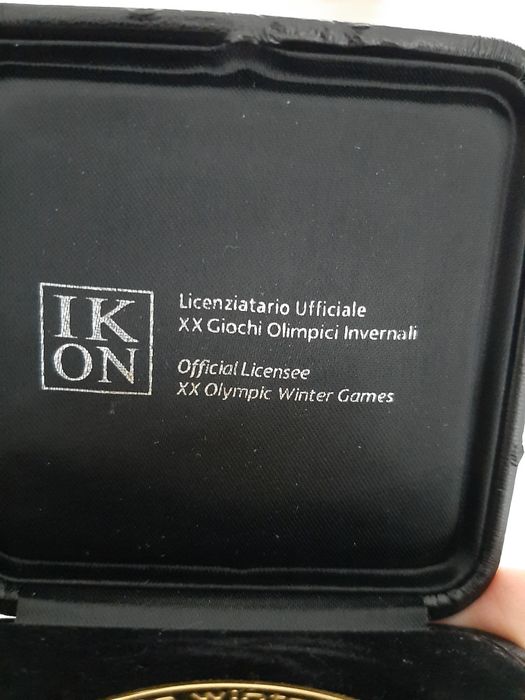 IK
ON
Licenziatario Ufficiale
XX Giochi Olimpici Invernali
Official Licensee
XX Olympic Winter Games